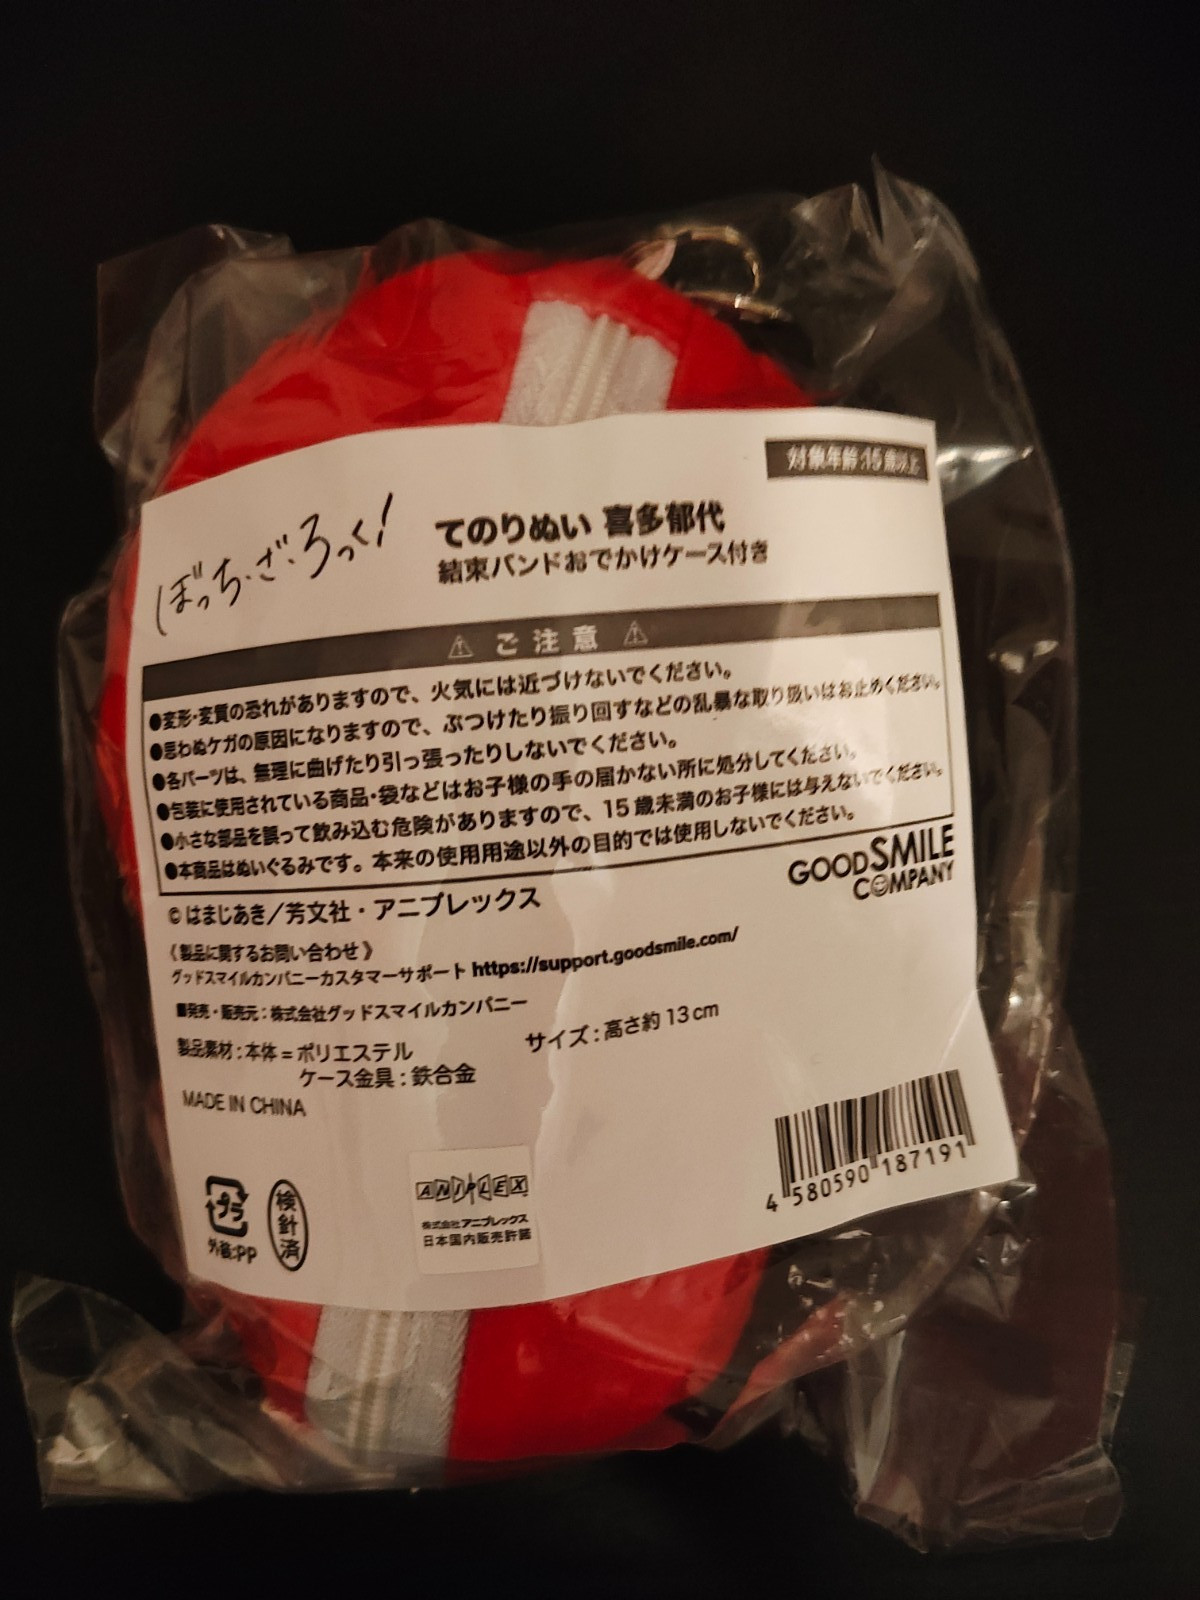 対象年齢:15歳以上
ぼっち・ざ・ろっく!
てのりぬい 喜多郁代
結束バンドおでかけケース付き
⚠ ご注意 ⚠
●変形・変質の恐れがありますので、火気には近づけないでください。
●思わぬケガの原因になりますので、ぶつけたり振り回すなどの乱暴な取り扱いはお止めください。
●各パーツは、無理に曲げたり引っ張ったりしないでください。
●包装に使用されている商品・袋などはお子様の手の届かない所に処分してください。
●小さな部品を誤って飲み込む危険がありますので、15歳未満のお子様には与えないでください。
●本商品はぬいぐるみです。本来の使用用途以外の目的では使用しないでください。
GOOD SMILE
COMPANY
© はまじあき/芳文社・アニプレックス
《製品に関するお問い合わせ》
グッドスマイルカンパニーカスタマーサポート https://support.goodsmile.com/
■発売・販売元:株式会社グッドスマイルカンパニー
製品素材:本体=ポリエステル
ケース金具:鉄合金
サイズ:高さ約13cm
MADE IN CHINA
プラ
外袋:PP
検針済
ANIPLEX
株式会社アニプレックス
日本国内販売許諾
4 580590 187191